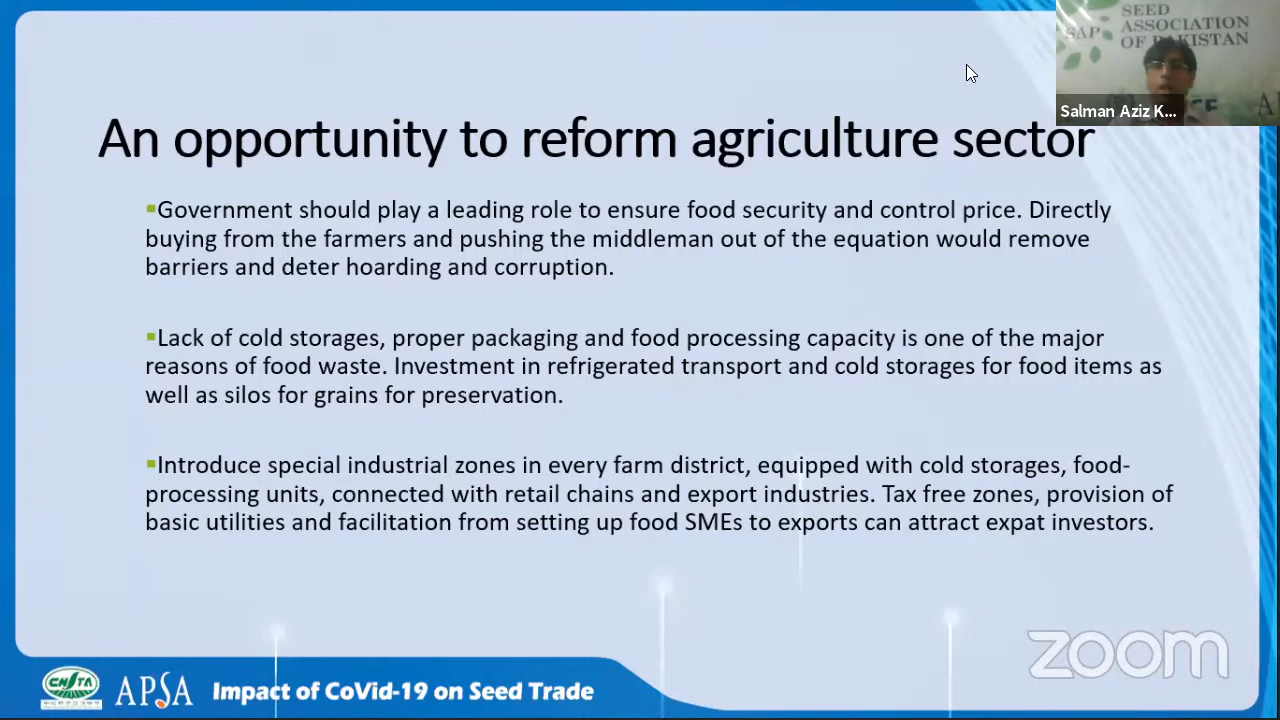 SEED
SAP ASSOCIATION
OF PAKISTAN
Salman Aziz K...
An opportunity to reform agriculture sector
▪Government should play a leading role to ensure food security and control price. Directly
buying from the farmers and pushing the middleman out of the equation would remove
barriers and deter hoarding and corruption.
▪Lack of cold storages, proper packaging and food processing capacity is one of the major
reasons of food waste. Investment in refrigerated transport and cold storages for food items as
well as silos for grains for preservation.
▪Introduce special industrial zones in every farm district, equipped with cold storages, food-
processing units, connected with retail chains and export industries. Tax free zones, provision of
basic utilities and facilitation from setting up food SMEs to exports can attract expat investors.
zoom
CNSTA
APSA Impact of CoVid-19 on Seed Trade